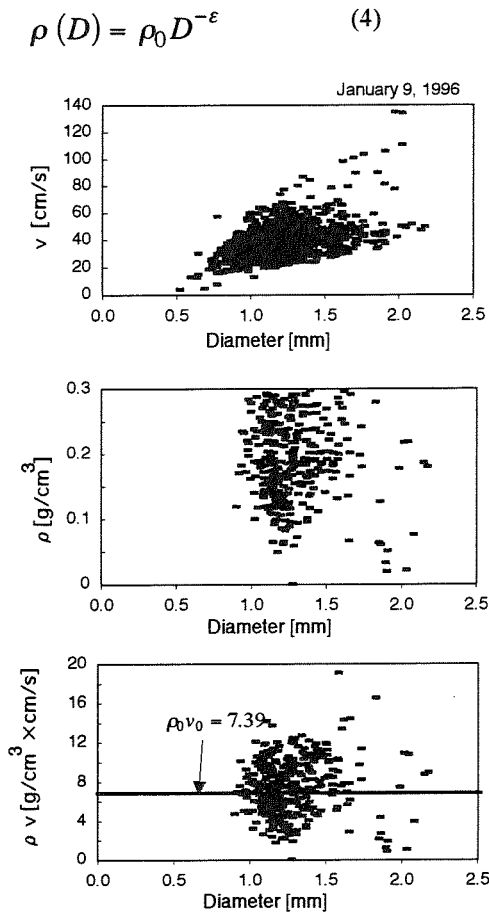 ρ (D) = ρ₀ D^{-ε} (4)
January 9, 1996
140
120
100
80
60
40
20
0
v [cm/s]
0.0 0.5 1.0 1.5 2.0 2.5
Diameter [mm]
0.3
0.2
0.1
0
ρ [g/cm³]
0.0 0.5 1.0 1.5 2.0 2.5
Diameter [mm]
20
16
12
8
4
0
ρ v [g/cm³ ×cm/s]
ρ₀v₀ = 7.39
0.0 0.5 1.0 1.5 2.0 2.5
Diameter [mm]